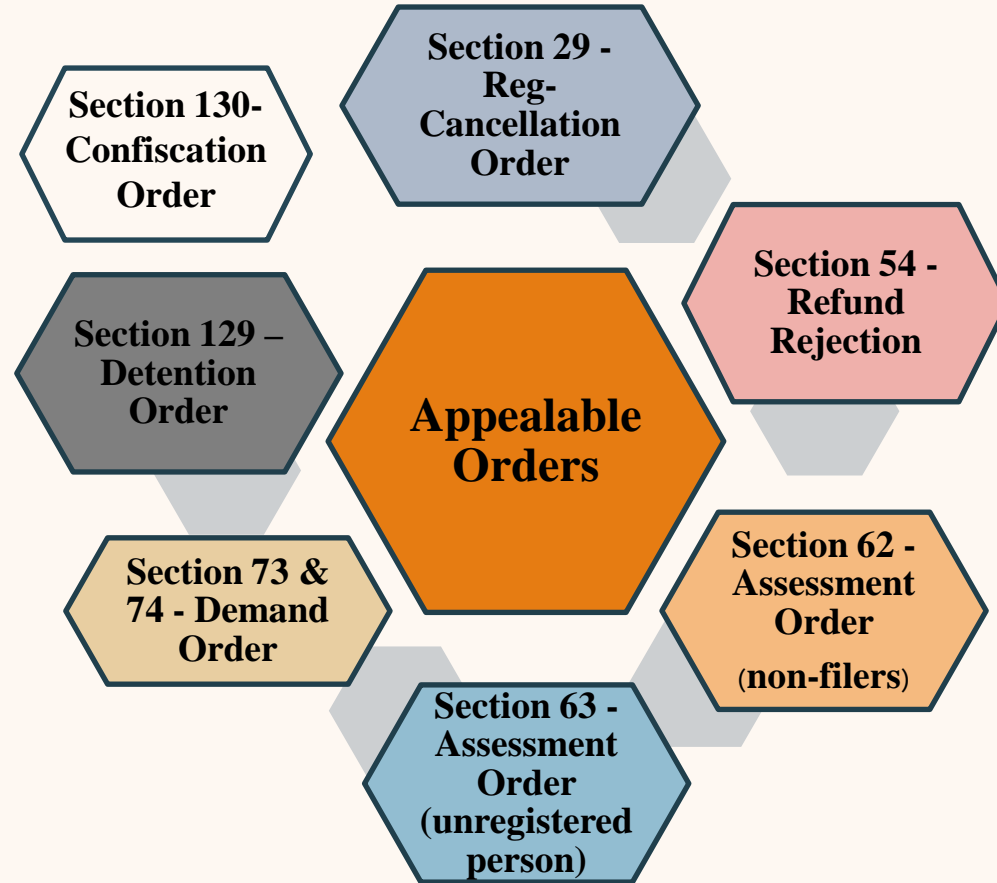 Section 29 -
Reg-
Cancellation
Order
Section 130-
Confiscation
Order
Section 54 -
Refund
Rejection
Section 129 –
Detention
Order
Appealable
Orders
Section 62 -
Assessment
Order
(non-filers)
Section 73 &
74 - Demand
Order
Section 63 -
Assessment
Order
(unregistered
person)